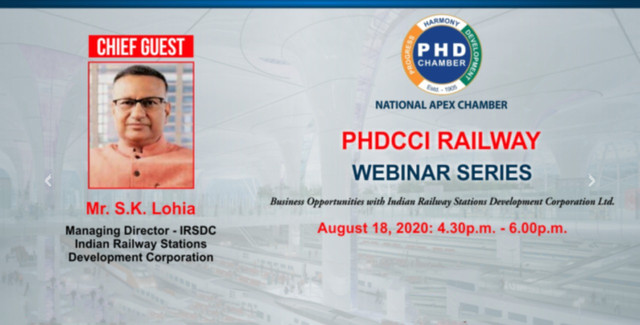 CHIEF GUEST
Mr. S.K. Lohia
Managing Director - IRSDC
Indian Railway Stations
Development Corporation
HARMONY
PROGRESS
DEVELOPMENT
PHD
CHAMBER
Estd. - 1905
NATIONAL APEX CHAMBER
PHDCCI RAILWAY
WEBINAR SERIES
Business Opportunities with Indian Railway Stations Development Corporation Ltd.
August 18, 2020: 4.30p.m. - 6.00p.m.